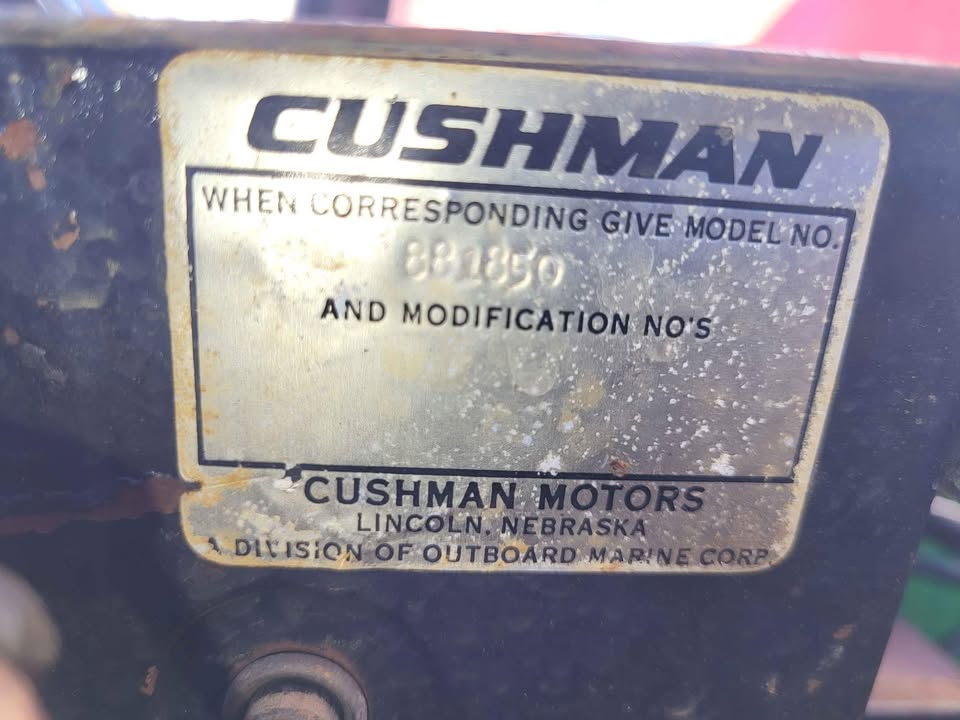 CUSHMAN
WHEN CORRESPONDING GIVE MODEL NO.
881850
AND MODIFICATION NO'S
CUSHMAN MOTORS
LINCOLN, NEBRASKA
A DIVISION OF OUTBOARD MARINE CORP.